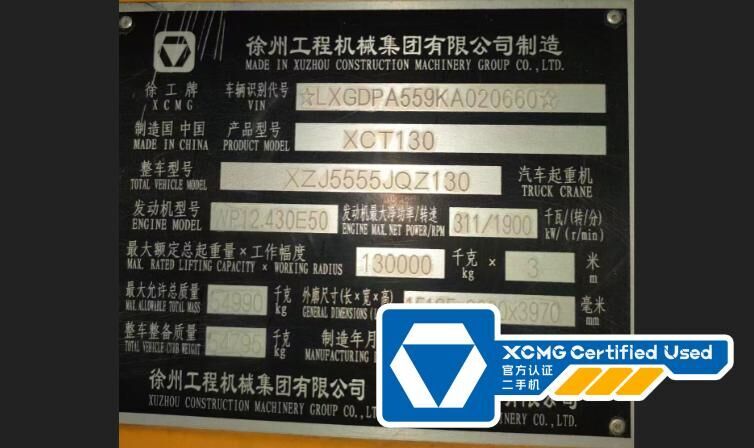 徐州工程机械集团有限公司制造
MADE IN XUZHOU CONSTRUCTION MACHINERY GROUP CO.,LTD.
徐工牌 车辆识别代号 ☆LXGDPA559KA020660☆
XCMG VIN
制造国 中国 产品型号 XCT130
MADE IN CHINA PRODUCT MODEL
整车型号 XZJ5555JQZ130 汽车起重机
TOTAL VEHICLE MODEL TRUCK CRANE
发动机型号 WP12.430E50 发动机最大净功率/转速 311/1900 千瓦/(转/分)
ENGINE MODEL ENGINE MAX. NET POWER/RPM kW/(r/min)
最大额定总起重量×工作幅度 130000 千克 × 3 米
MAX. RATED LIFTING CAPACITY × WORKING RADIUS kg m
最大允许总质量 54990 千克 外廓尺寸(长×宽×高) x3970 毫米
MAX. ALLOWABLE TOTAL MASS kg GENERAL DIMENSIONS mm
整车整备质量 54795 千克 制造年月
TOTAL VEHICLE CURB WEIGHT kg MANUFACTURING
徐州工程机械集团有限公司
XUZHOU CONSTRUCTION MACHINERY GROUP CO.,LTD.
有限公司
MACHINERY GROUP CO.,LTD.
XCMG Certified Used
官方认证
二手机